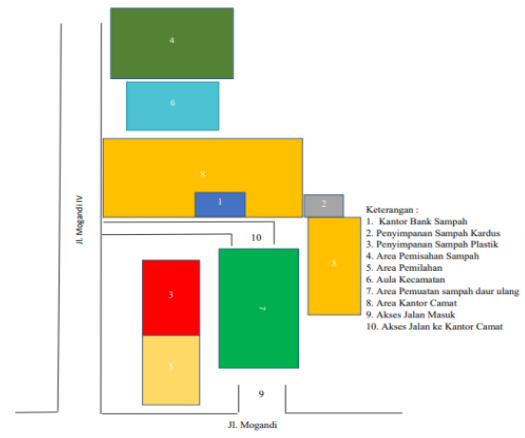 4
6
8
1
2
Jl. Mogandi IV
Keterangan :
1. Kantor Bank Sampah
2. Penyimpanan Sampah Kardus
3. Penyimpanan Sampah Plastik
4. Area Pemisahan Sampah
5. Area Pemilahan
6. Aula Kecamatan
7. Area Pemuatan sampah daur ulang
8. Area Kantor Camat
9. Akses Jalan Masuk
10. Akses Jalan ke Kantor Camat
10
8
3
7
5
9
Jl. Mogandi